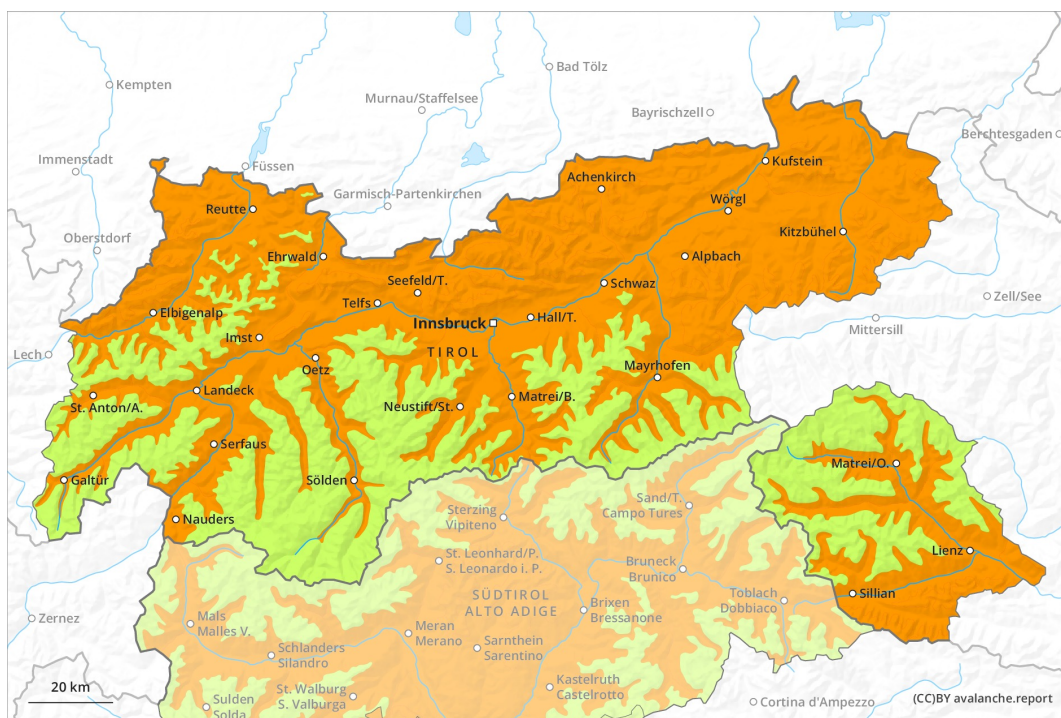 Kempten
Bad Tölz
Murnau/Staffelsee
Bayrischzell
Berchtesgaden
Immenstadt
Füssen
Kufstein
Achenkirch
Garmisch-Partenkirchen
Reutte
Wörgl
Oberstdorf
Kitzbühel
Ehrwald
Alpbach
Seefeld/T.
Schwaz
Zell/See
Telfs
Elbigenalp
Hall/T.
Innsbruck
Mittersill
Imst
Lech
TIROL
Oetz
Mayrhofen
Landeck
St. Anton/A.
Neustift/St.
Matrei/B.
Serfaus
Matrei/O.
Galtür
Sölden
Sand/T.
Campo Tures
Sterzing
Vipiteno
Nauders
Lienz
St. Leonhard/P.
S. Leonardo i. P.
Bruneck
Brunico
Sillian
SÜDTIROL
ALTO ADIGE
Toblach
Dobbiaco
Brixen
Bressanone
Zernez
Mals
Malles V.
Meran
Merano
Sarnthein
Sarentino
Schlanders
Silandro
20 km
St. Walburg
S. Valburga
Kastelruth
Castelrotto
Sulden
Solda
Cortina d'Ampezzo
(CC)BY avalanche.report